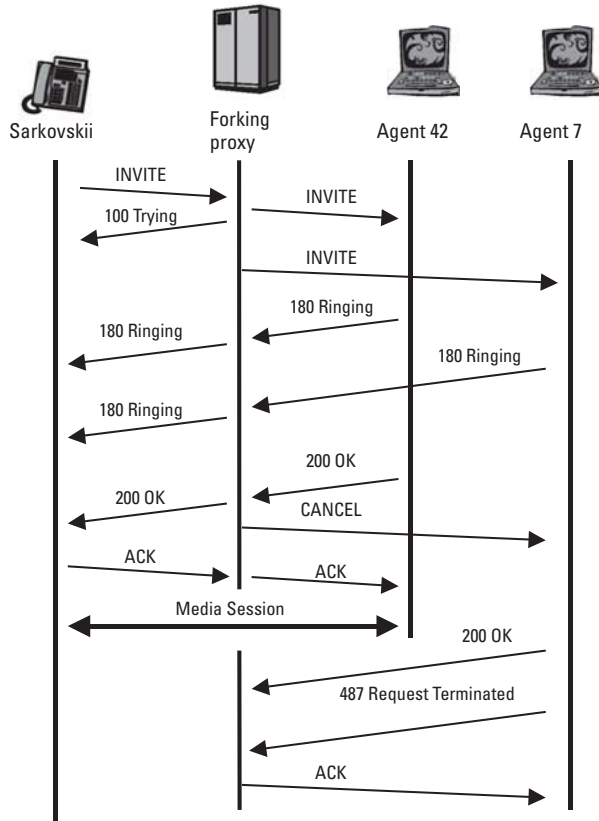 Sarkovskii
Forking
proxy
Agent 42
Agent 7
INVITE
INVITE
100 Trying
INVITE
180 Ringing
180 Ringing
180 Ringing
180 Ringing
200 OK
200 OK
CANCEL
ACK
ACK
Media Session
200 OK
487 Request Terminated
ACK